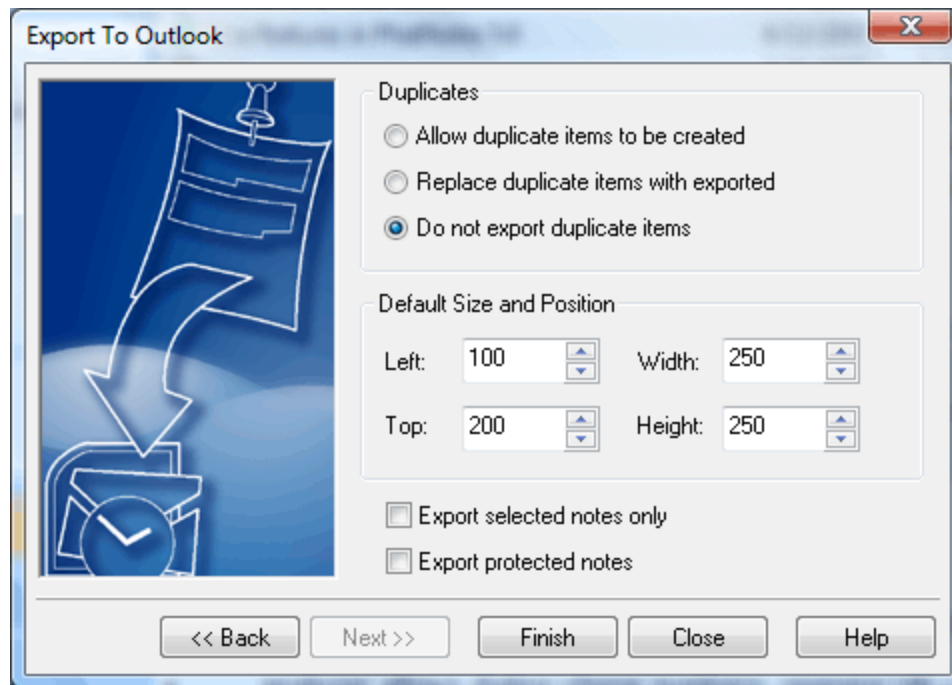 Export To Outlook
Duplicates
Allow duplicate items to be created
Replace duplicate items with exported
Do not export duplicate items
Default Size and Position
Left: 100 Width: 250
Top: 200 Height: 250
Export selected notes only
Export protected notes
<< Back Next >> Finish Close Help